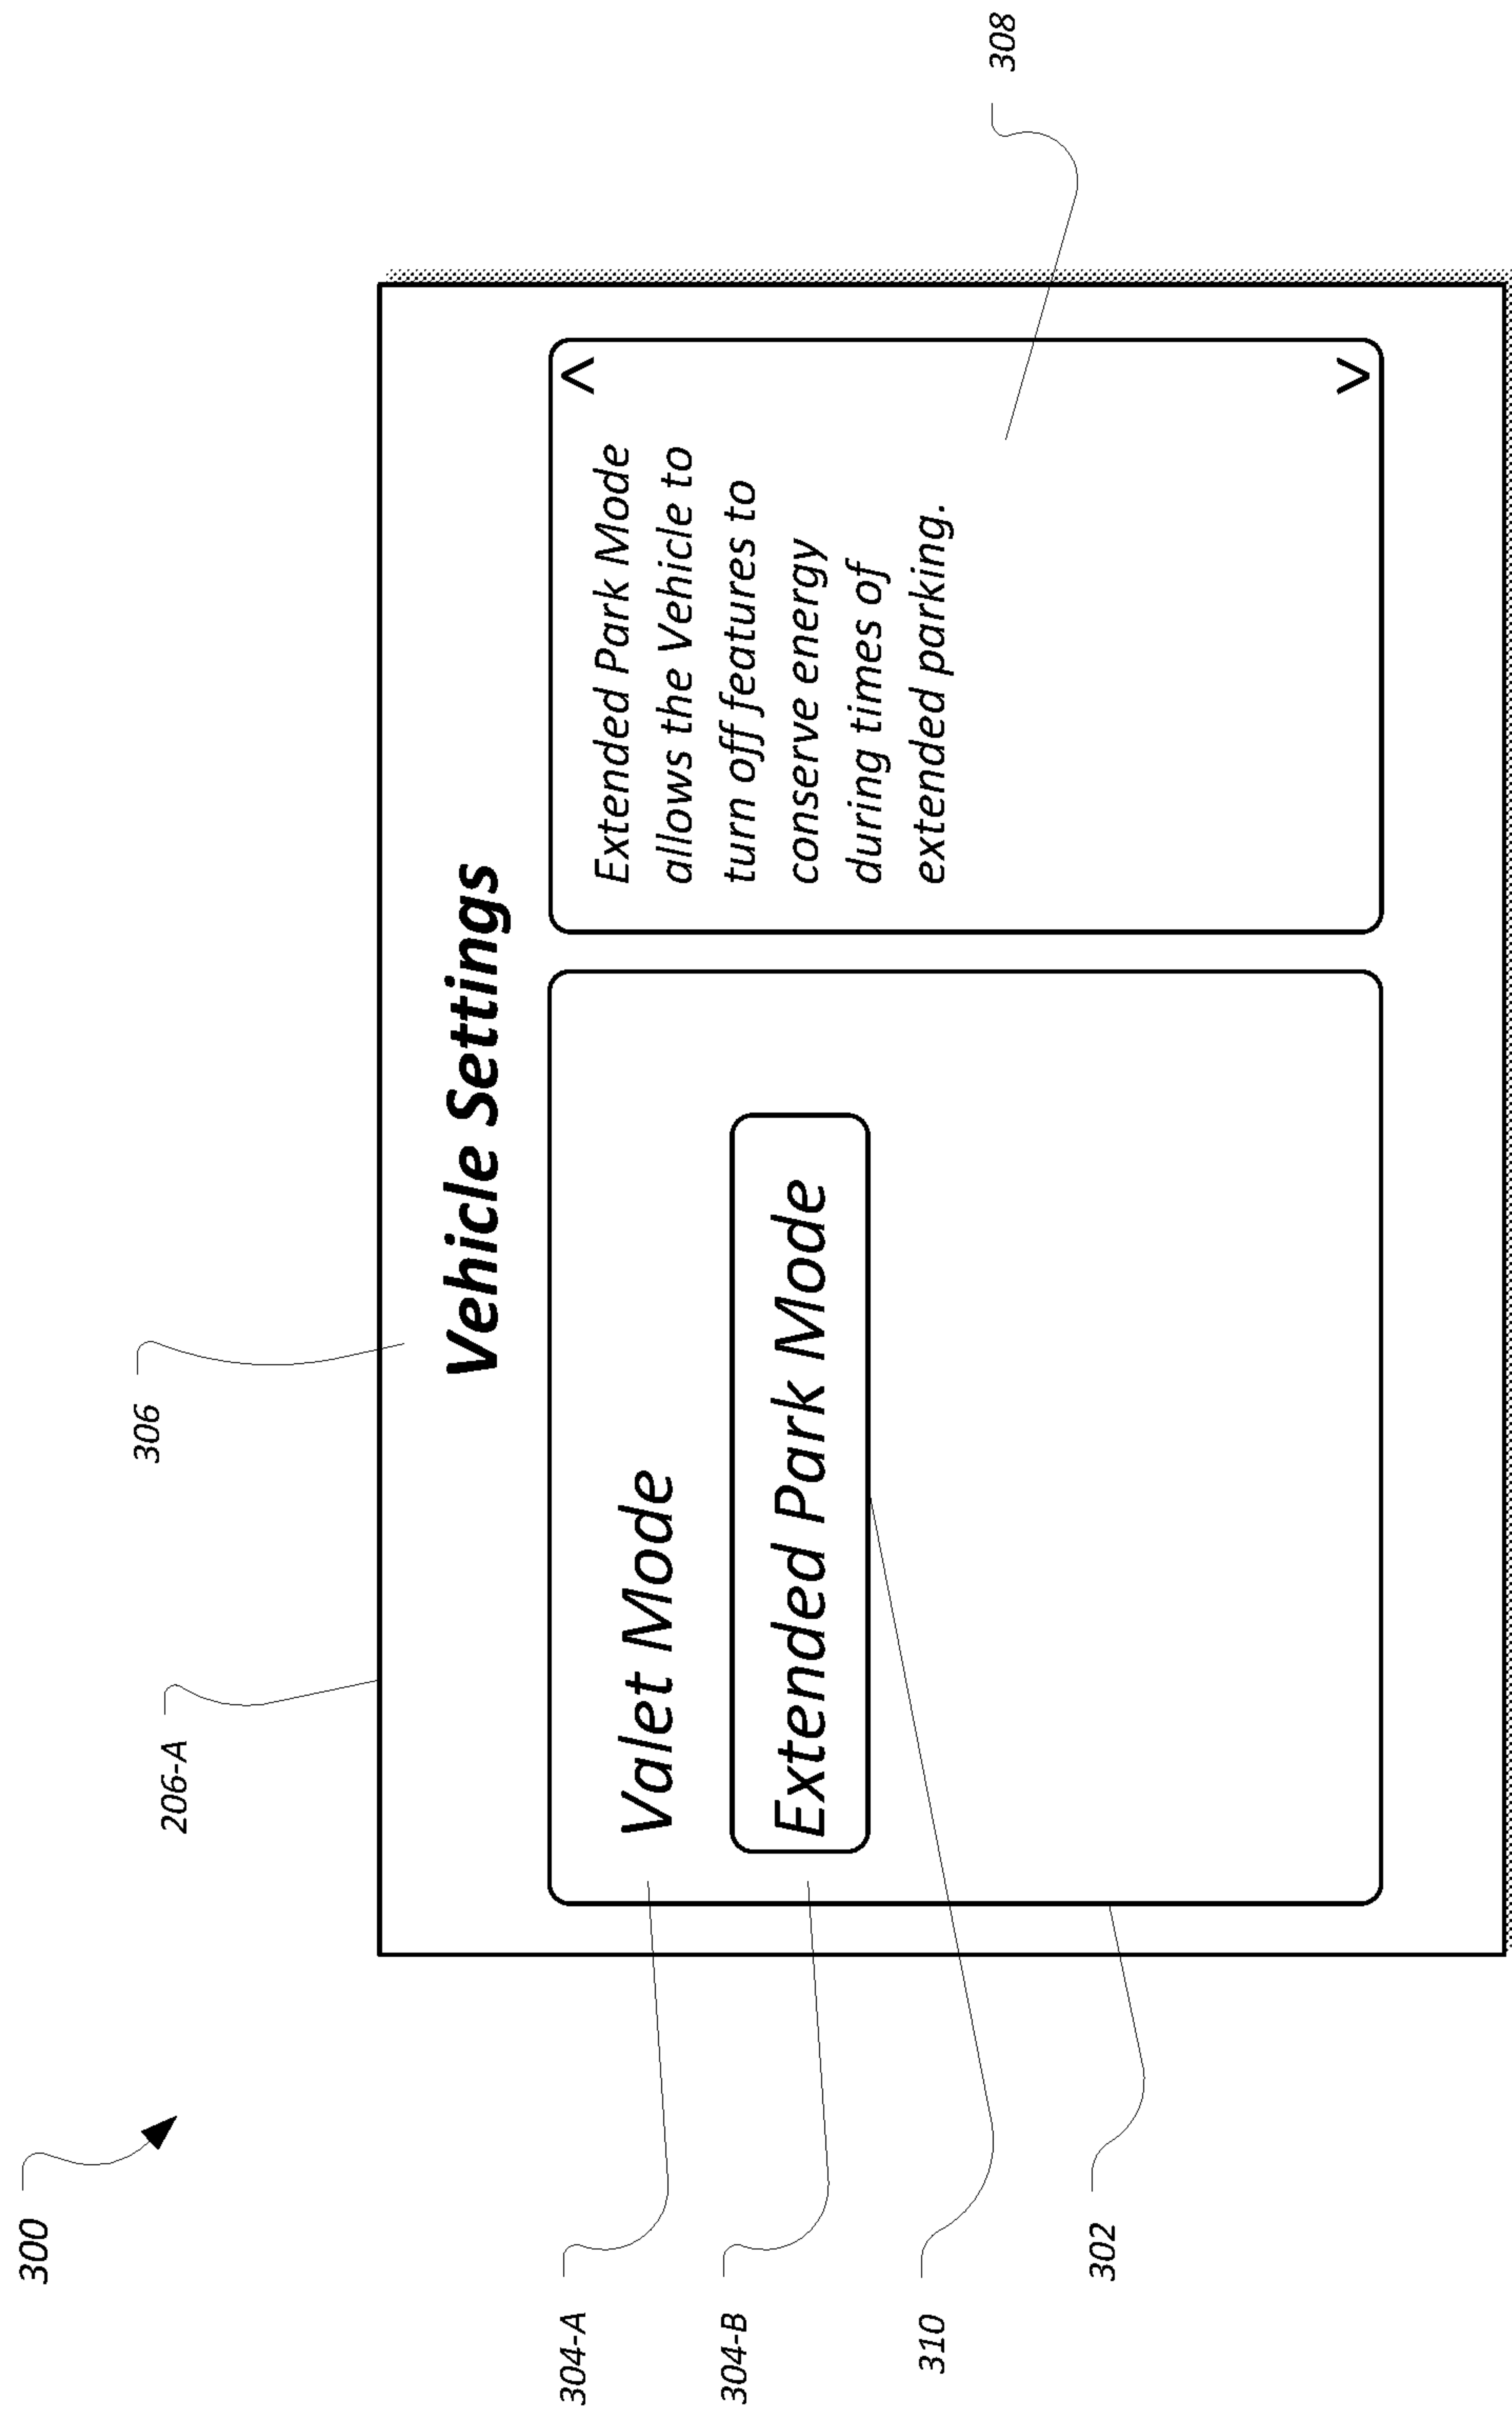 300
206-A
306
Vehicle Settings
304-A
Valet Mode
304-B
Extended Park Mode
310
302
Extended Park Mode
allows the Vehicle to
turn off features to
conserve energy
during times of
extended parking.
<
>
308